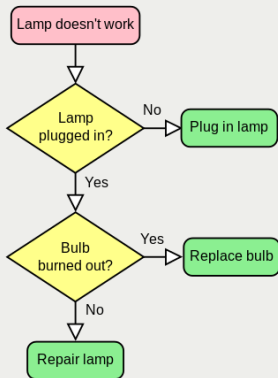 Lamp doesn't work
Lamp
plugged in?
No
Plug in lamp
Yes
Bulb
burned out?
Yes
Replace bulb
No
Repair lamp